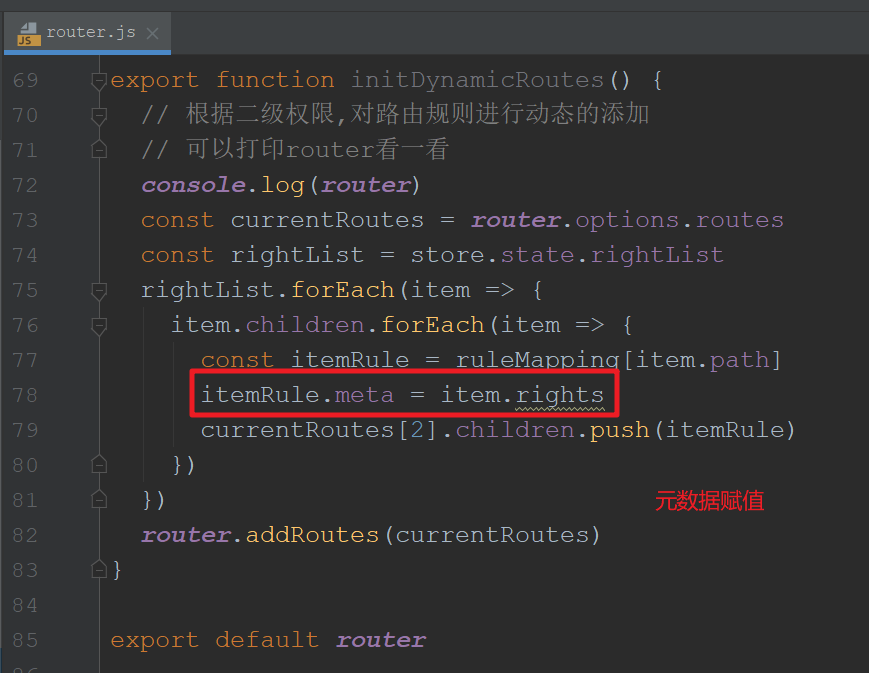 router.js
JS
69 export function initDynamicRoutes() {
70 // 根据二级权限,对路由规则进行动态的添加
71 // 可以打印router看一看
72 console.log(router)
73 const currentRoutes = router.options.routes
74 const rightList = store.state.rightList
75 rightList.forEach(item => {
76 item.children.forEach(item => {
77 const itemRule = ruleMapping[item.path]
78 itemRule.meta = item.rights
79 currentRoutes[2].children.push(itemRule)
80 })
81 })
元数据赋值
82 router.addRoutes(currentRoutes)
83 }
84
85 export default router